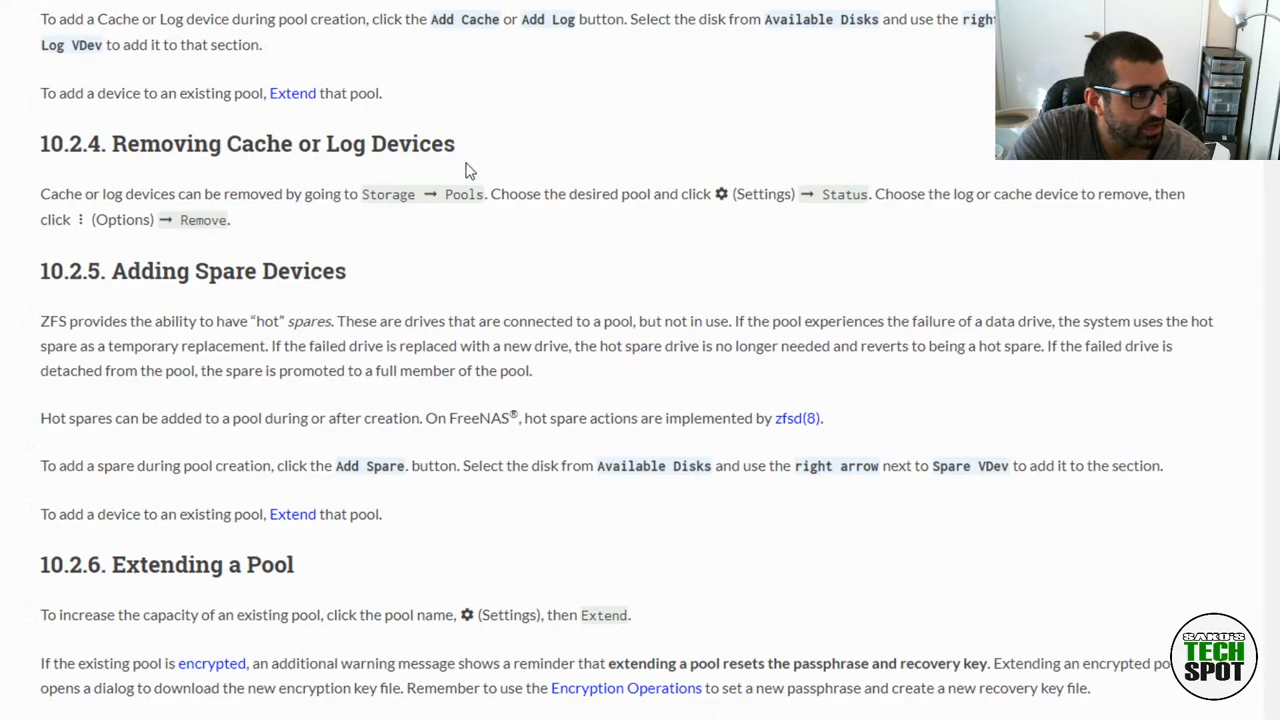 To add a Cache or Log device during pool creation, click the Add Cache or Add Log button. Select the disk from Available Disks and use the
Log VDev to add it to that section.
To add a device to an existing pool, Extend that pool.
10.2.4. Removing Cache or Log Devices
Cache or log devices can be removed by going to Storage → Pools. Choose the desired pool and click (Settings) → Status. Choose the log or cache device to remove, then
click ⋮ (Options) → Remove.
10.2.5. Adding Spare Devices
ZFS provides the ability to have “hot” spares. These are drives that are connected to a pool, but not in use. If the pool experiences the failure of a data drive, the system uses the hot
spare as a temporary replacement. If the failed drive is replaced with a new drive, the hot spare drive is no longer needed and reverts to being a hot spare. If the failed drive is
detached from the pool, the spare is promoted to a full member of the pool.
Hot spares can be added to a pool during or after creation. On FreeNAS®, hot spare actions are implemented by zfsd(8).
To add a spare during pool creation, click the Add Spare. button. Select the disk from Available Disks and use the right arrow next to Spare VDev to add it to the section.
To add a device to an existing pool, Extend that pool.
10.2.6. Extending a Pool
To increase the capacity of an existing pool, click the pool name, (Settings), then Extend.
If the existing pool is encrypted, an additional warning message shows a reminder that extending a pool resets the passphrase and recovery key. Extending an encrypted
opens a dialog to download the new encryption key file. Remember to use the Encryption Operations to set a new passphrase and create a new recovery key file.
SAKO'S
TECH
SPOT